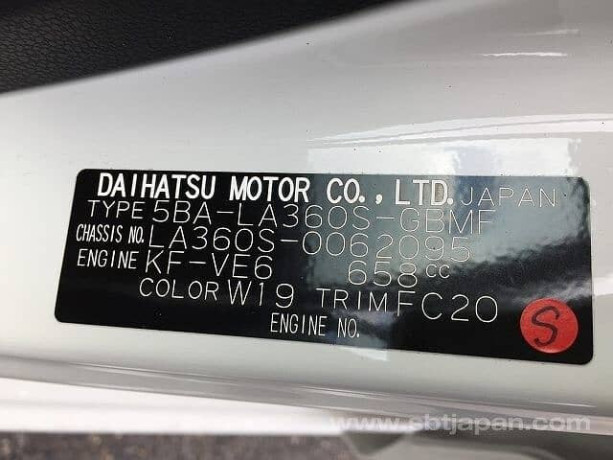 DAIHATSU MOTOR CO., LTD. JAPAN
TYPE 5BA-LA360S-GBMF
CHASSIS NO. LA360S-0062095
ENGINE KF-VE6 658cc
COLOR W19 TRIM FC20
ENGINE NO.
S
www.sbtjapan.com